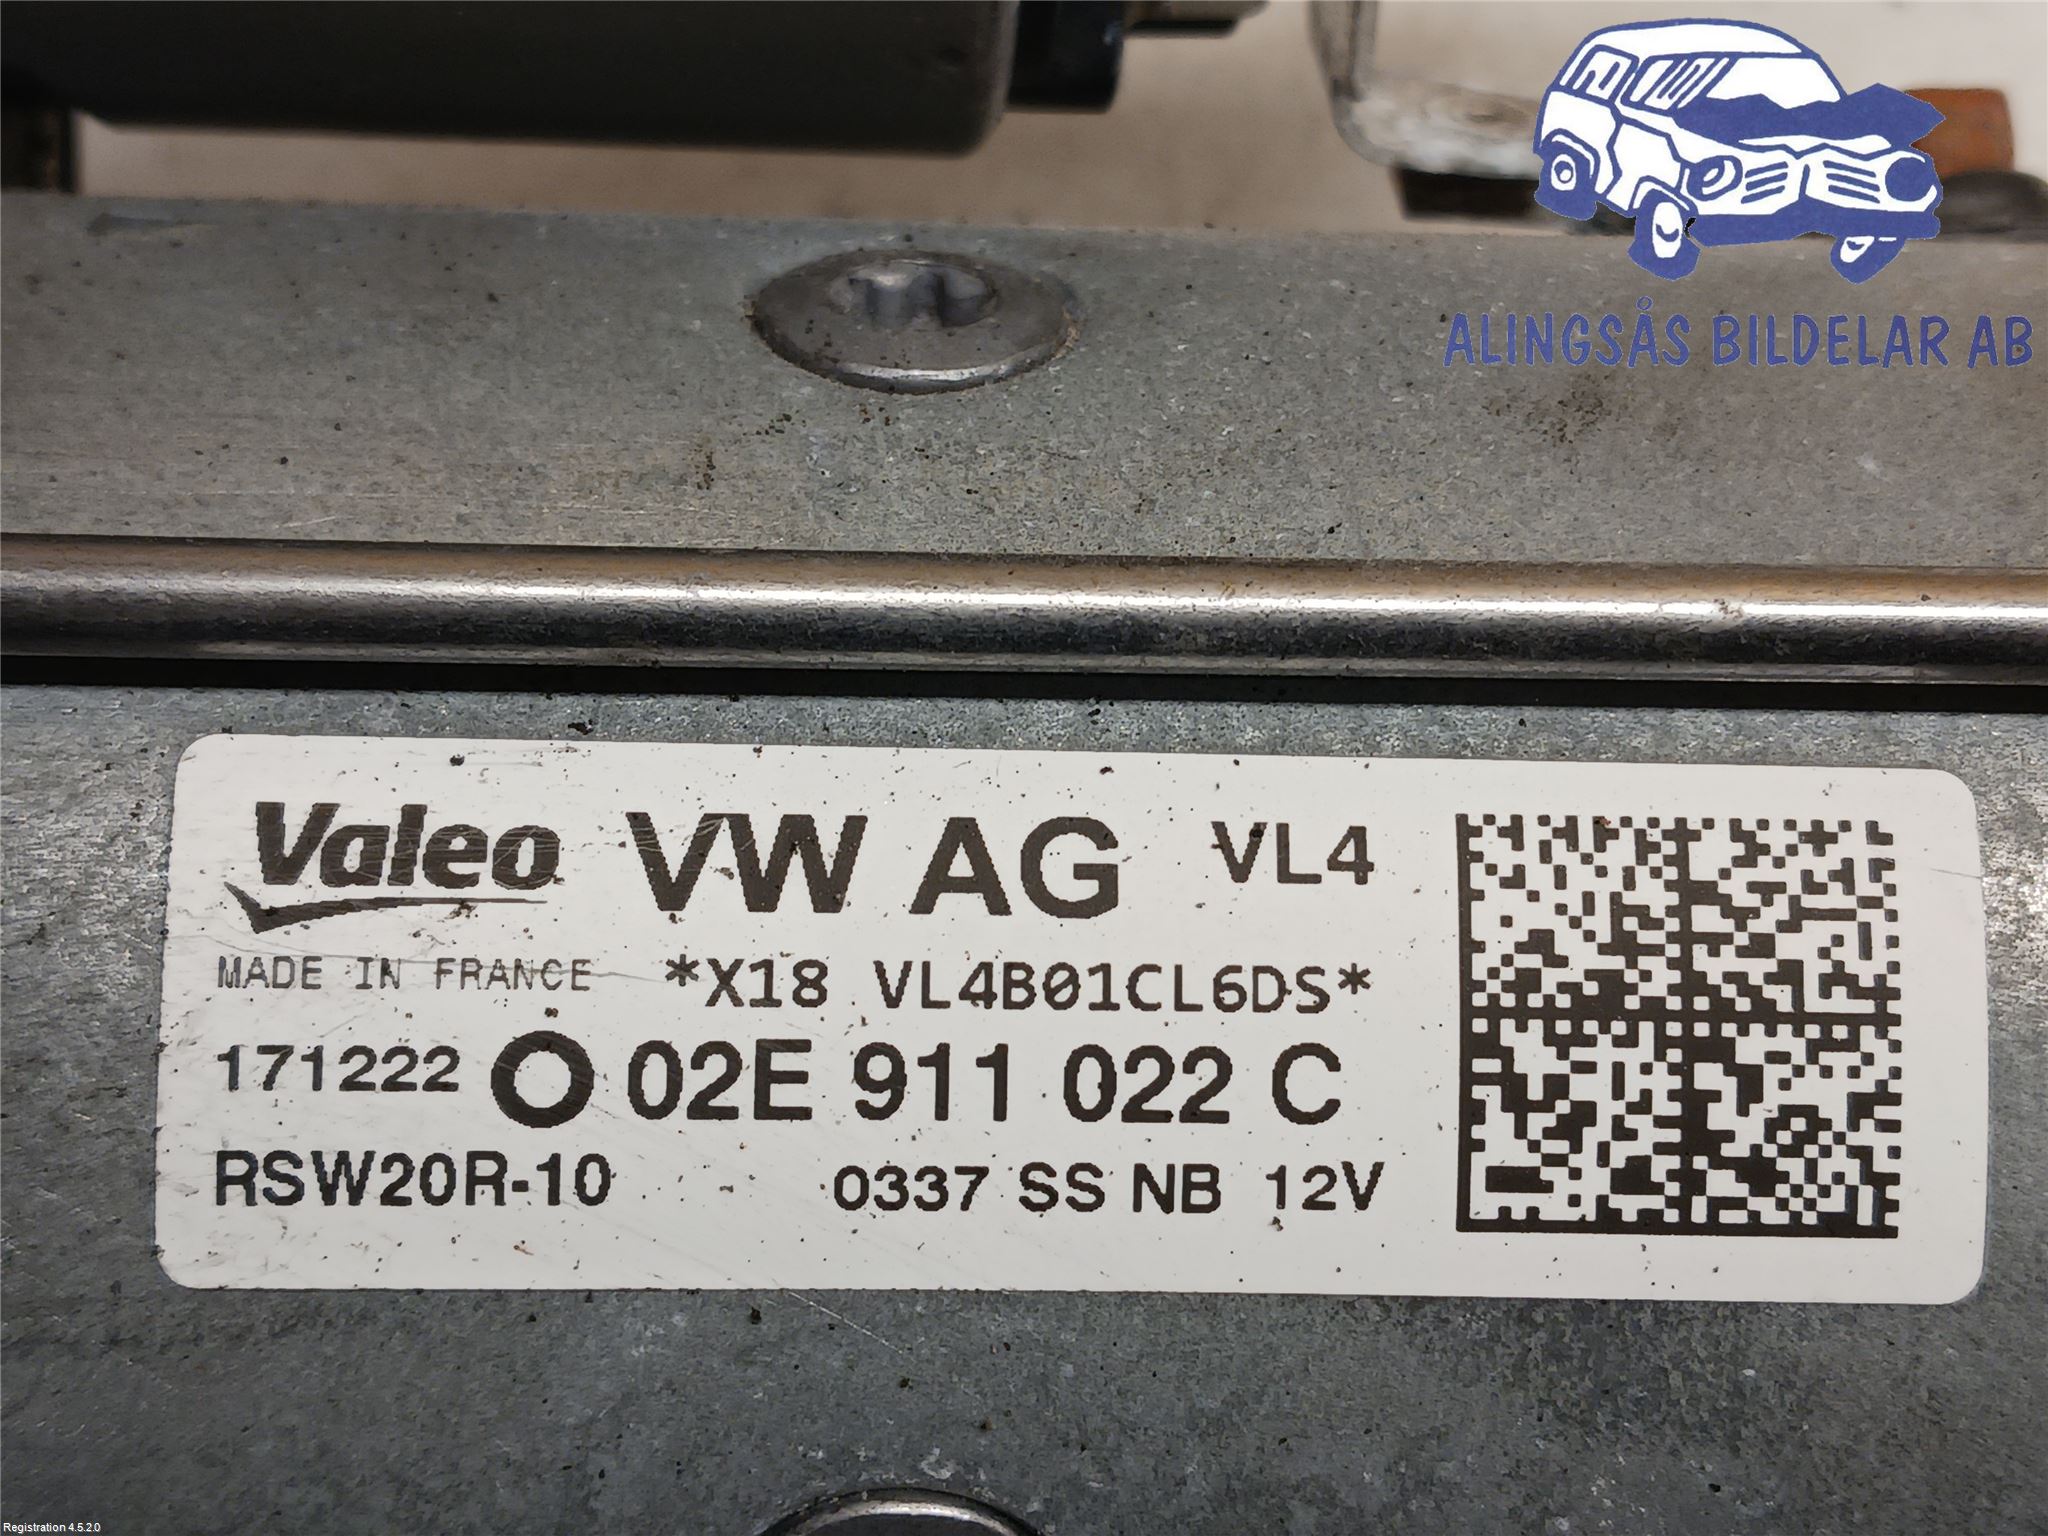 ALINGSÅS BILDELAR AB
Valeo VW AG VL4
MADE IN FRANCE *X18 VL4B01CL6DS*
171222 O 02E 911 022 C
RSW20R-10 0337 SS NB 12V
Registration 4.5.2.0